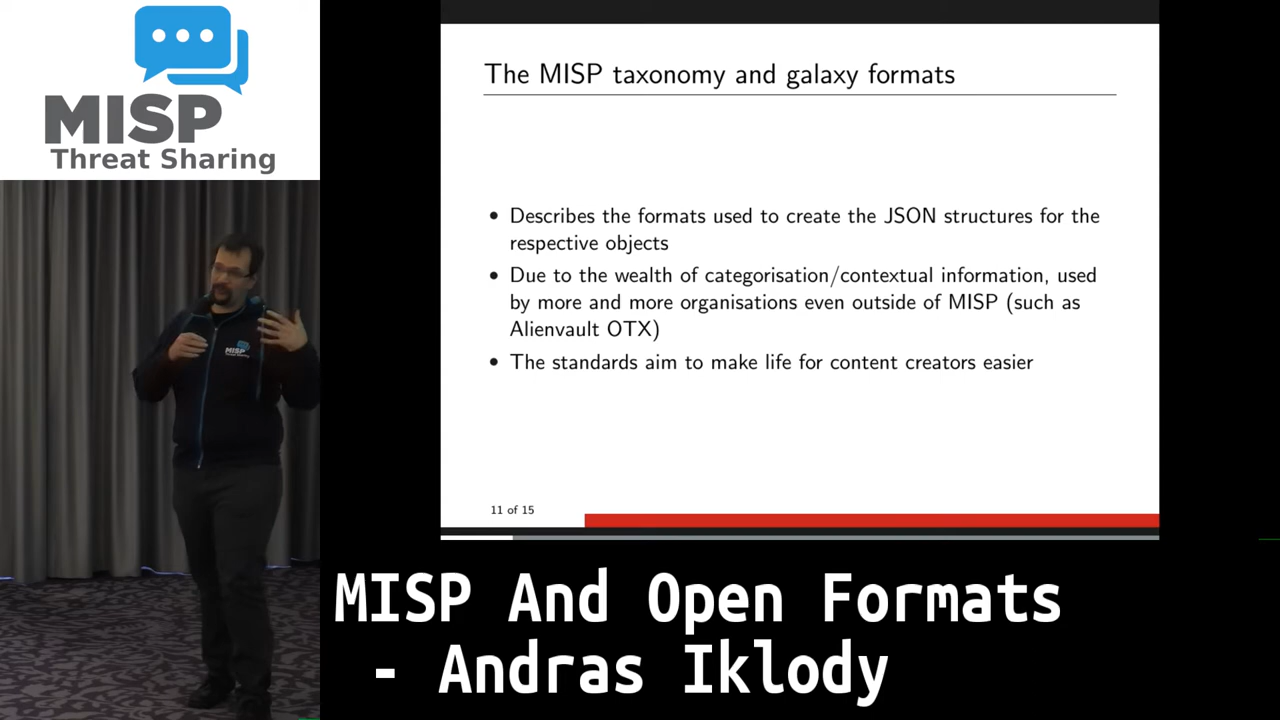 MISP
Threat Sharing
The MISP taxonomy and galaxy formats
• Describes the formats used to create the JSON structures for the
respective objects
• Due to the wealth of categorisation/contextual information, used
by more and more organisations even outside of MISP (such as
Alienvault OTX)
• The standards aim to make life for content creators easier
11 of 15
MISP
Threat Sharing
MISP And Open Formats
- Andras Iklody